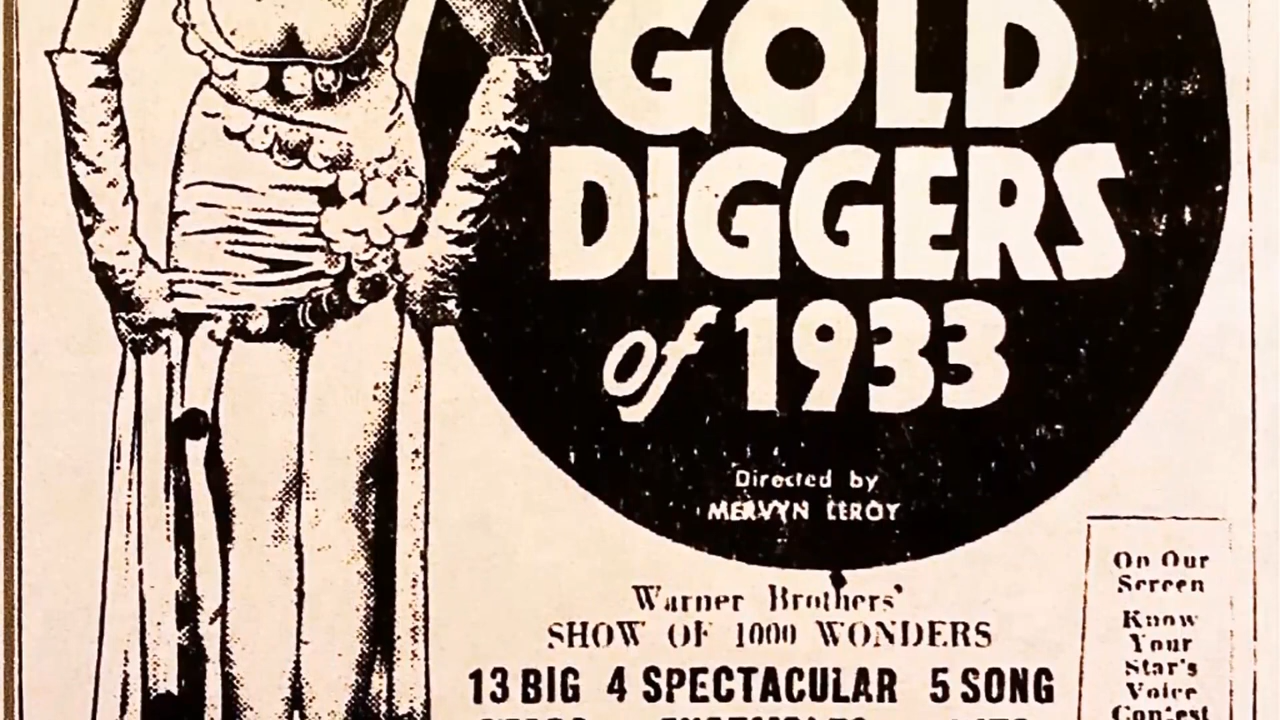 GOLD
DIGGERS
of 1933
Directed by
MERVYN LEROY
Warner Brothers'
SHOW OF 1000 WONDERS
13 BIG 4 SPECTACULAR 5 SONG
On Our
Screen
Know
Your
Star's
Voice
Contest